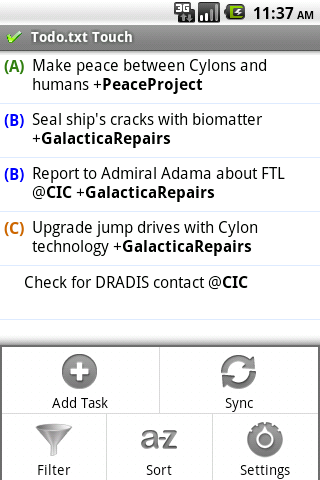 3G 11:37 AM
Todo.txt Touch
(A) Make peace between Cylons and
humans +PeaceProject
(B) Seal ship's cracks with biomatter
+GalacticaRepairs
(B) Report to Admiral Adama about FTL
@CIC +GalacticaRepairs
(C) Upgrade jump drives with Cylon
technology +GalacticaRepairs
Check for DRADIS contact @CIC
Add Task Sync
a-z
Filter Sort Settings